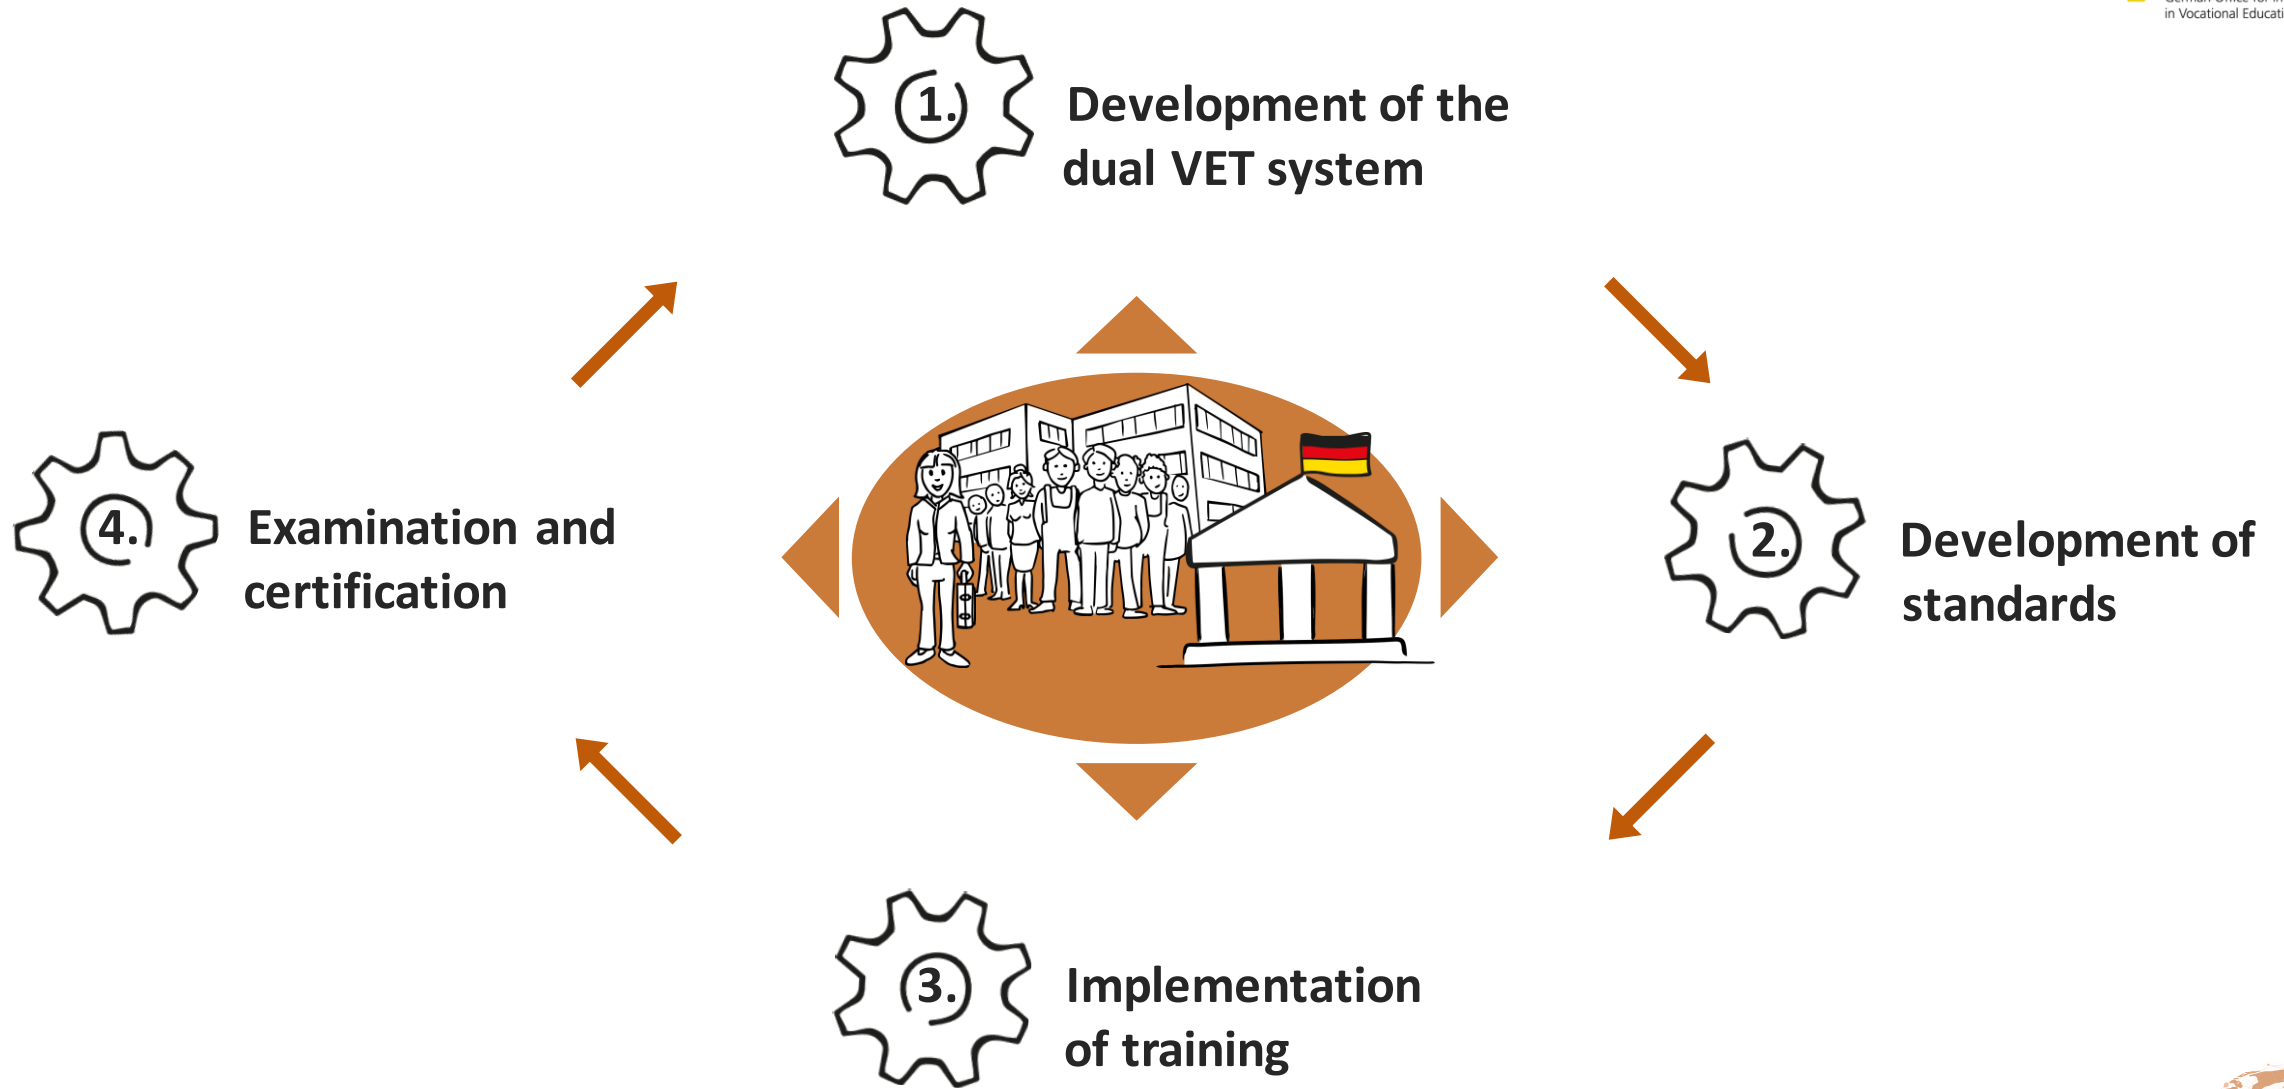 in Vocational Educati
1.
Development of the
dual VET system
2.
Development of
standards
3.
Implementation
of training
4.
Examination and
certification